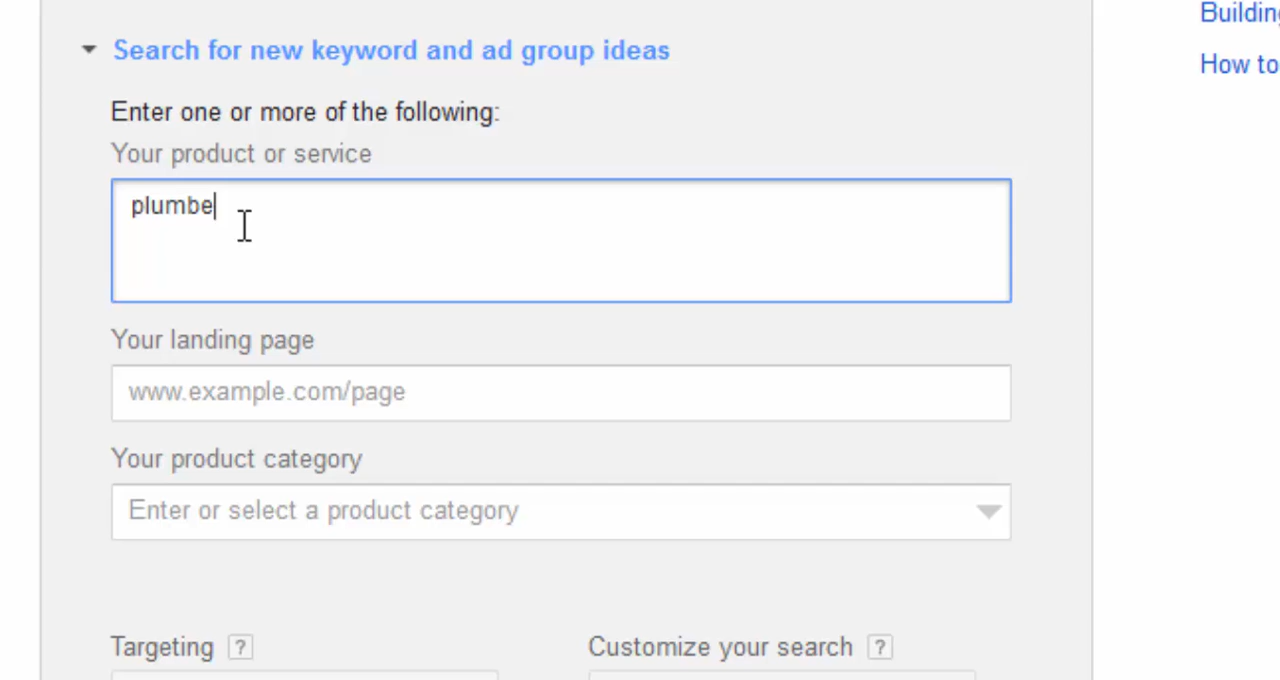 Search for new keyword and ad group ideas
Enter one or more of the following:
Your product or service
plumbe
Your landing page
www.example.com/page
Your product category
Enter or select a product category
Targeting ?
Customize your search ?
How to